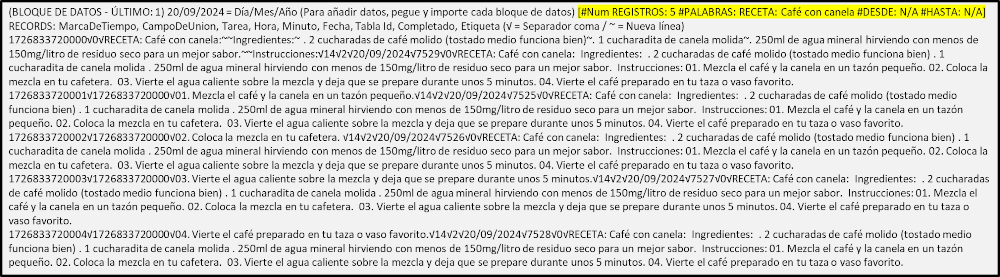 (BLOQUE DE DATOS - ÚLTIMO: 1) 20/09/2024 = Día/Mes/Año (Para añadir datos, pegue y importe cada bloque de datos) [#Num REGISTROS: 5 #PALABRAS: RECETA: Café con canela #DESDE: N/A #HASTA: N/A]
RECORDS: MarcaDeTiempo, CampoDeUnion, Tarea, Hora, Minuto, Fecha, Tabla Id, Completado, Etiqueta (√ = Separador coma / ~ = Nueva línea)
1726833720000√0√RECETA: Café con canela:~~Ingredientes:~ . 2 cucharadas de café molido (tostado medio funciona bien)~. 1 cucharadita de canela molida~. 250ml de agua mineral hirviendo con menos de
150mg/litro de residuo seco para un mejor sabor.~~Instrucciones:√14√2√20/09/2024√7529√0√RECETA: Café con canela:  Ingredientes:  . 2 cucharadas de café molido (tostado medio funciona bien) . 1
cucharadita de canela molida . 250ml de agua mineral hirviendo con menos de 150mg/litro de residuo seco para un mejor sabor.  Instrucciones: 01. Mezcla el café y la canela en un tazón pequeño. 02. Coloca la
mezcla en tu cafetera.  03. Vierte el agua caliente sobre la mezcla y deja que se prepare durante unos 5 minutos. 04. Vierte el café preparado en tu taza o vaso favorito.
1726833720001√1726833720000√01. Mezcla el café y la canela en un tazón pequeño.√14√2√20/09/2024√7525√0√RECETA: Café con canela:  Ingredientes:  . 2 cucharadas de café molido (tostado medio
funciona bien) . 1 cucharadita de canela molida . 250ml de agua mineral hirviendo con menos de 150mg/litro de residuo seco para un mejor sabor.  Instrucciones: 01. Mezcla el café y la canela en un tazón
pequeño. 02. Coloca la mezcla en tu cafetera.  03. Vierte el agua caliente sobre la mezcla y deja que se prepare durante unos 5 minutos. 04. Vierte el café preparado en tu taza o vaso favorito.
1726833720002√1726833720000√02. Coloca la mezcla en tu cafetera. √14√2√20/09/2024√7526√0√RECETA: Café con canela:  Ingredientes:  . 2 cucharadas de café molido (tostado medio funciona bien) . 1
cucharadita de canela molida . 250ml de agua mineral hirviendo con menos de 150mg/litro de residuo seco para un mejor sabor.  Instrucciones: 01. Mezcla el café y la canela en un tazón pequeño. 02. Coloca la
mezcla en tu cafetera.  03. Vierte el agua caliente sobre la mezcla y deja que se prepare durante unos 5 minutos. 04. Vierte el café preparado en tu taza o vaso favorito.
1726833720003√1726833720000√03. Vierte el agua caliente sobre la mezcla y deja que se prepare durante unos 5 minutos.√14√2√20/09/2024√7527√0√RECETA: Café con canela:  Ingredientes:  . 2 cucharadas
de café molido (tostado medio funciona bien) . 1 cucharadita de canela molida . 250ml de agua mineral hirviendo con menos de 150mg/litro de residuo seco para un mejor sabor.  Instrucciones: 01. Mezcla el
café y la canela en un tazón pequeño. 02. Coloca la mezcla en tu cafetera.  03. Vierte el agua caliente sobre la mezcla y deja que se prepare durante unos 5 minutos. 04. Vierte el café preparado en tu taza o
vaso favorito.
1726833720004√1726833720000√04. Vierte el café preparado en tu taza o vaso favorito.√14√2√20/09/2024√7528√0√RECETA: Café con canela:  Ingredientes:  . 2 cucharadas de café molido (tostado medio
funciona bien) . 1 cucharadita de canela molida . 250ml de agua mineral hirviendo con menos de 150mg/litro de residuo seco para un mejor sabor.  Instrucciones: 01. Mezcla el café y la canela en un tazón
pequeño. 02. Coloca la mezcla en tu cafetera.  03. Vierte el agua caliente sobre la mezcla y deja que se prepare durante unos 5 minutos. 04. Vierte el café preparado en tu taza o vaso favorito.